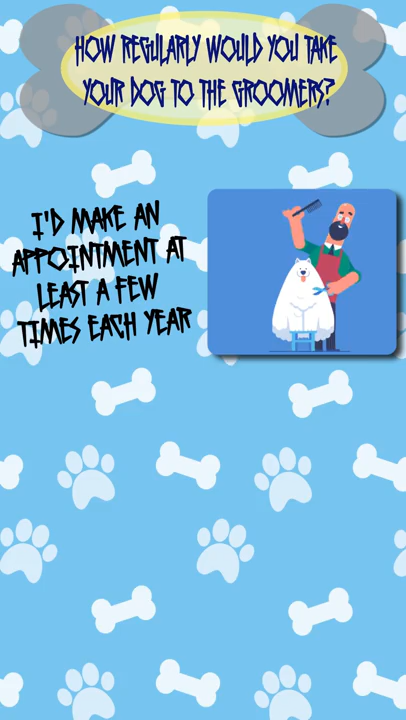 HOW REGULARLY WOULD YOU TAKE
YOUR DOG TO THE GROOMERS?
I'D MAKE AN
APPOINTMENT AT
LEAST A FEW
TIMES EACH YEAR